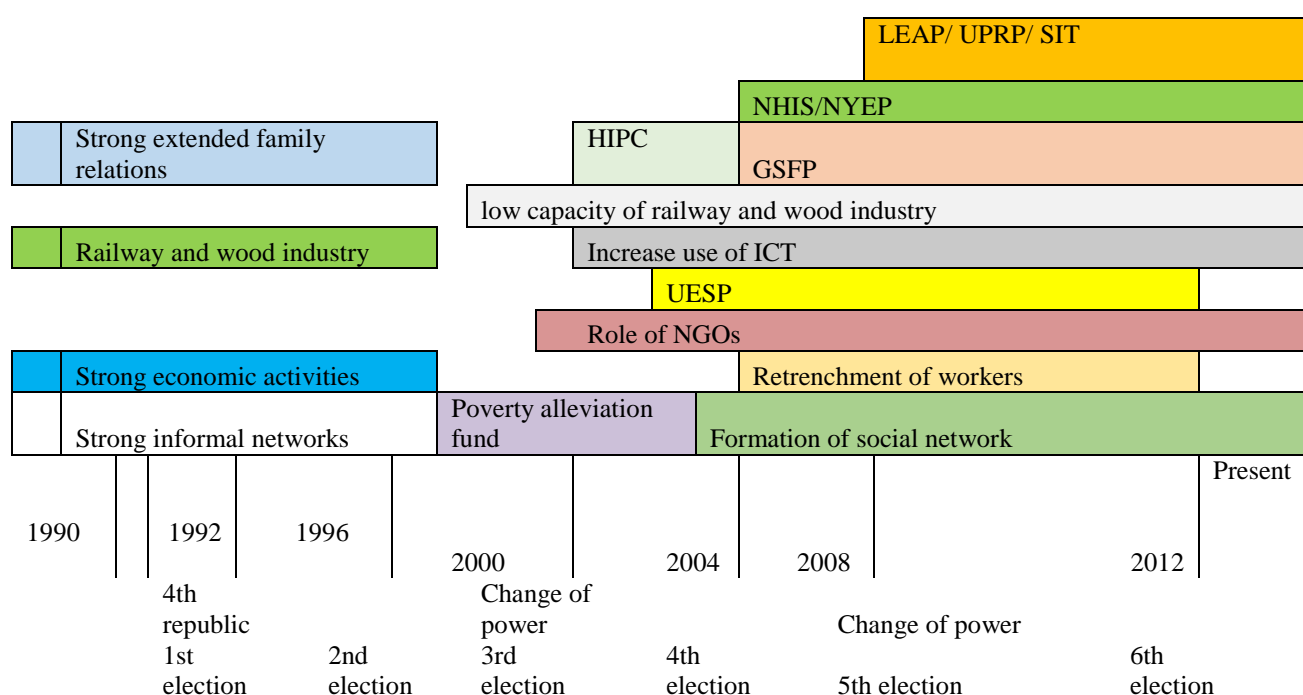 LEAP/ UPRP/ SIT
NHIS/NYEP
Strong extended family
relations
HIPC
GSFP
low capacity of railway and wood industry
Railway and wood industry
Increase use of ICT
UESP
Role of NGOs
Strong economic activities
Retrenchment of workers
Strong informal networks
Poverty alleviation
fund
Formation of social network
Present
1990
1992
1996
2000
2004
2008
2012
4th
republic
1st
election
2nd
election
Change of
power
3rd
election
4th
election
Change of power
5th election
6th
election